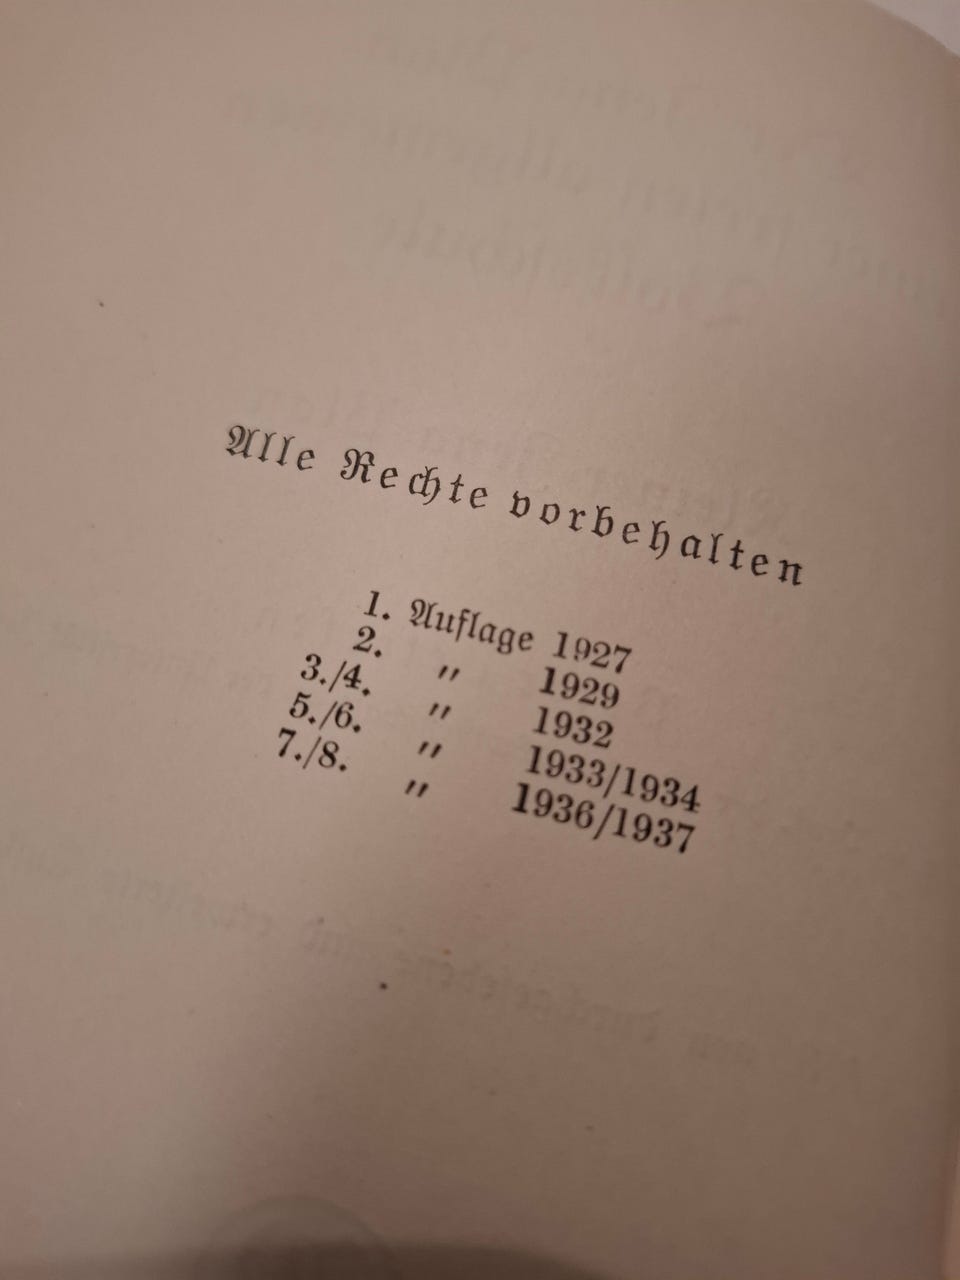 Alle Rechte vorbehalten
1. Auflage 1927
2. " 1929
3./4. " 1932
5./6. " 1933/1934
7./8. " 1936/1937